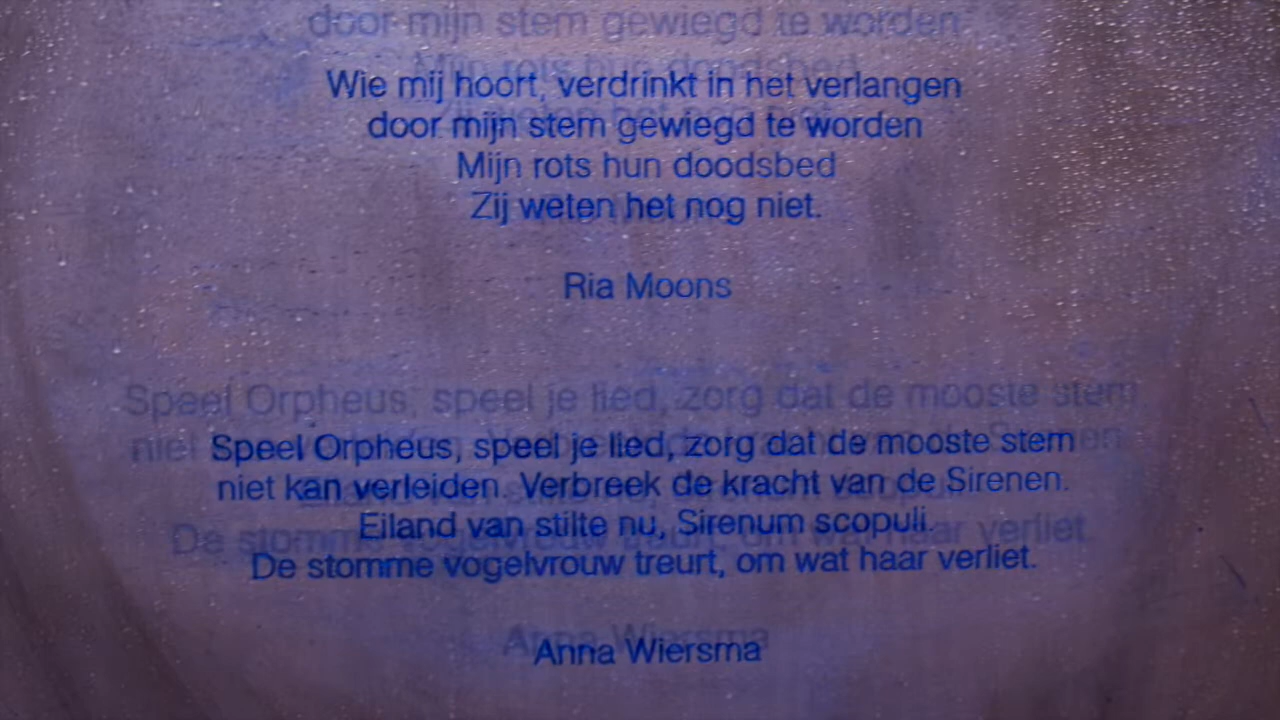 Wie mij hoort, verdrinkt in het verlangen
door mijn stem gewiegd te worden
Mijn rots hun doodsbed
Zij weten het nog niet.
Ria Moons
Speel Orpheus, speel je lied, zorg dat de mooste stem
niet kan verleiden. Verbreek de kracht van de Sirenen.
Eiland van stilte nu, Sirenum scopuli.
De stomme vogelvrouw treurt, om wat haar verliet.
Anna Wiersma